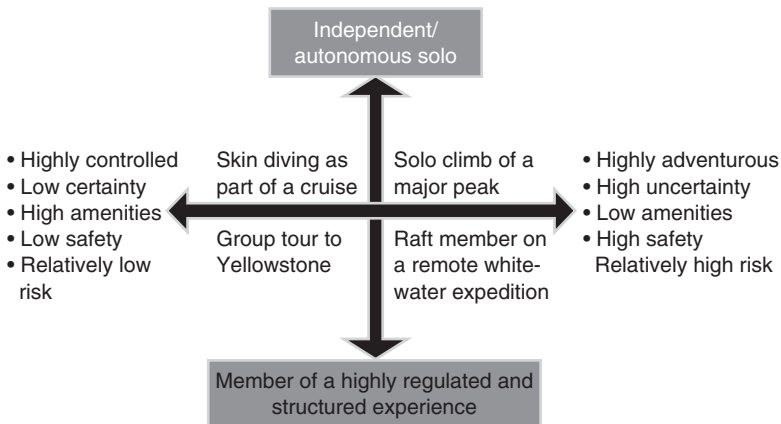 Independent/
autonomous solo
• Highly controlled
• Low certainty
• High amenities
• Low safety
• Relatively low
risk
Skin diving as
part of a cruise
Solo climb of a
major peak
Group tour to
Yellowstone
Raft member on
a remote white-
water expedition
• Highly adventurous
• High uncertainty
• Low amenities
• High safety
Relatively high risk
Member of a highly regulated and
structured experience